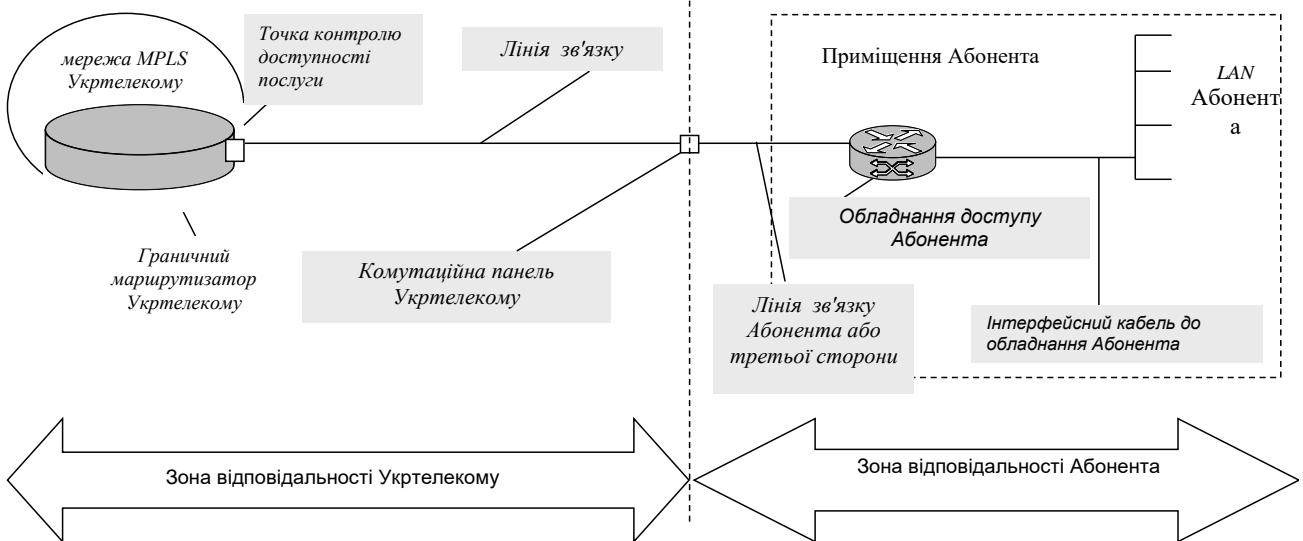 мережа MPLS
Укртелекому
Точка контролю
доступності
послуги
Лінія зв'язку
Приміщення Абонента
LAN
Абонент
а
Обладнання доступу
Абонента
Граничний
маршрутизатор
Укртелекому
Комутаційна панель
Укртелекому
Лінія зв'язку
Абонента або
третьої сторони
Інтерфейсний кабель до
обладнання Абонента
Зона відповідальності Укртелекому
Зона відповідальності Абонента